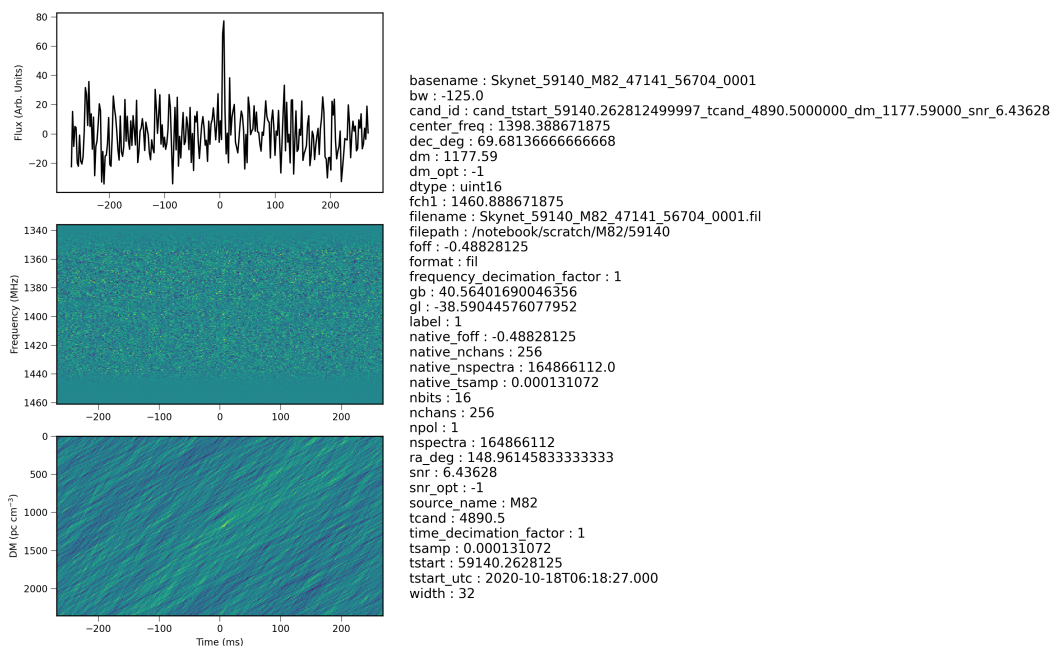 80
60
40
20
0
−20
Flux (Arb. Units)
−200
−100
0
100
200
1340
1360
1380
1400
1420
1440
1460
Frequency (MHz)
−200
−100
0
100
200
0
500
1000
1500
2000
DM (pc cm⁻³)
−200
−100
0
100
200
Time (ms)
basename : Skynet_59140_M82_47141_56704_0001
bw : -125.0
cand_id : cand_tstart_59140.262812499997_tcand_4890.5000000_dm_1177.59000_snr_6.43628
center_freq : 1398.388671875
dec_deg : 69.68136666666668
dm : 1177.59
dm_opt : -1
dtype : uint16
fch1 : 1460.888671875
filename : Skynet_59140_M82_47141_56704_0001.fil
filepath : /notebook/scratch/M82/59140
foff : -0.48828125
format : fil
frequency_decimation_factor : 1
gb : 40.56401690046356
gl : -38.59044576077952
label : 1
native_foff : -0.48828125
native_nchans : 256
native_nspectra : 164866112.0
native_tsamp : 0.000131072
nbits : 16
nchans : 256
npol : 1
nspectra : 164866112
ra_deg : 148.96145833333333
snr : 6.43628
snr_opt : -1
source_name : M82
tcand : 4890.5
time_decimation_factor : 1
tsamp : 0.000131072
tstart : 59140.2628125
tstart_utc : 2020-10-18T06:18:27.000
width : 32